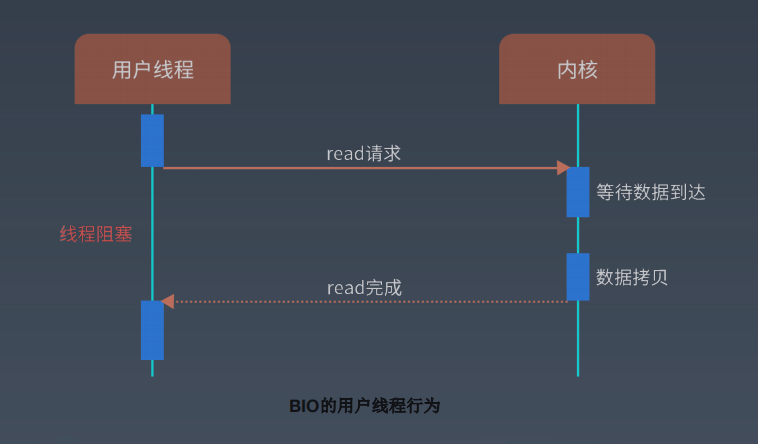 用户线程
内核
read请求
等待数据到达
线程阻塞
数据拷贝
read完成
BIO的用户线程行为